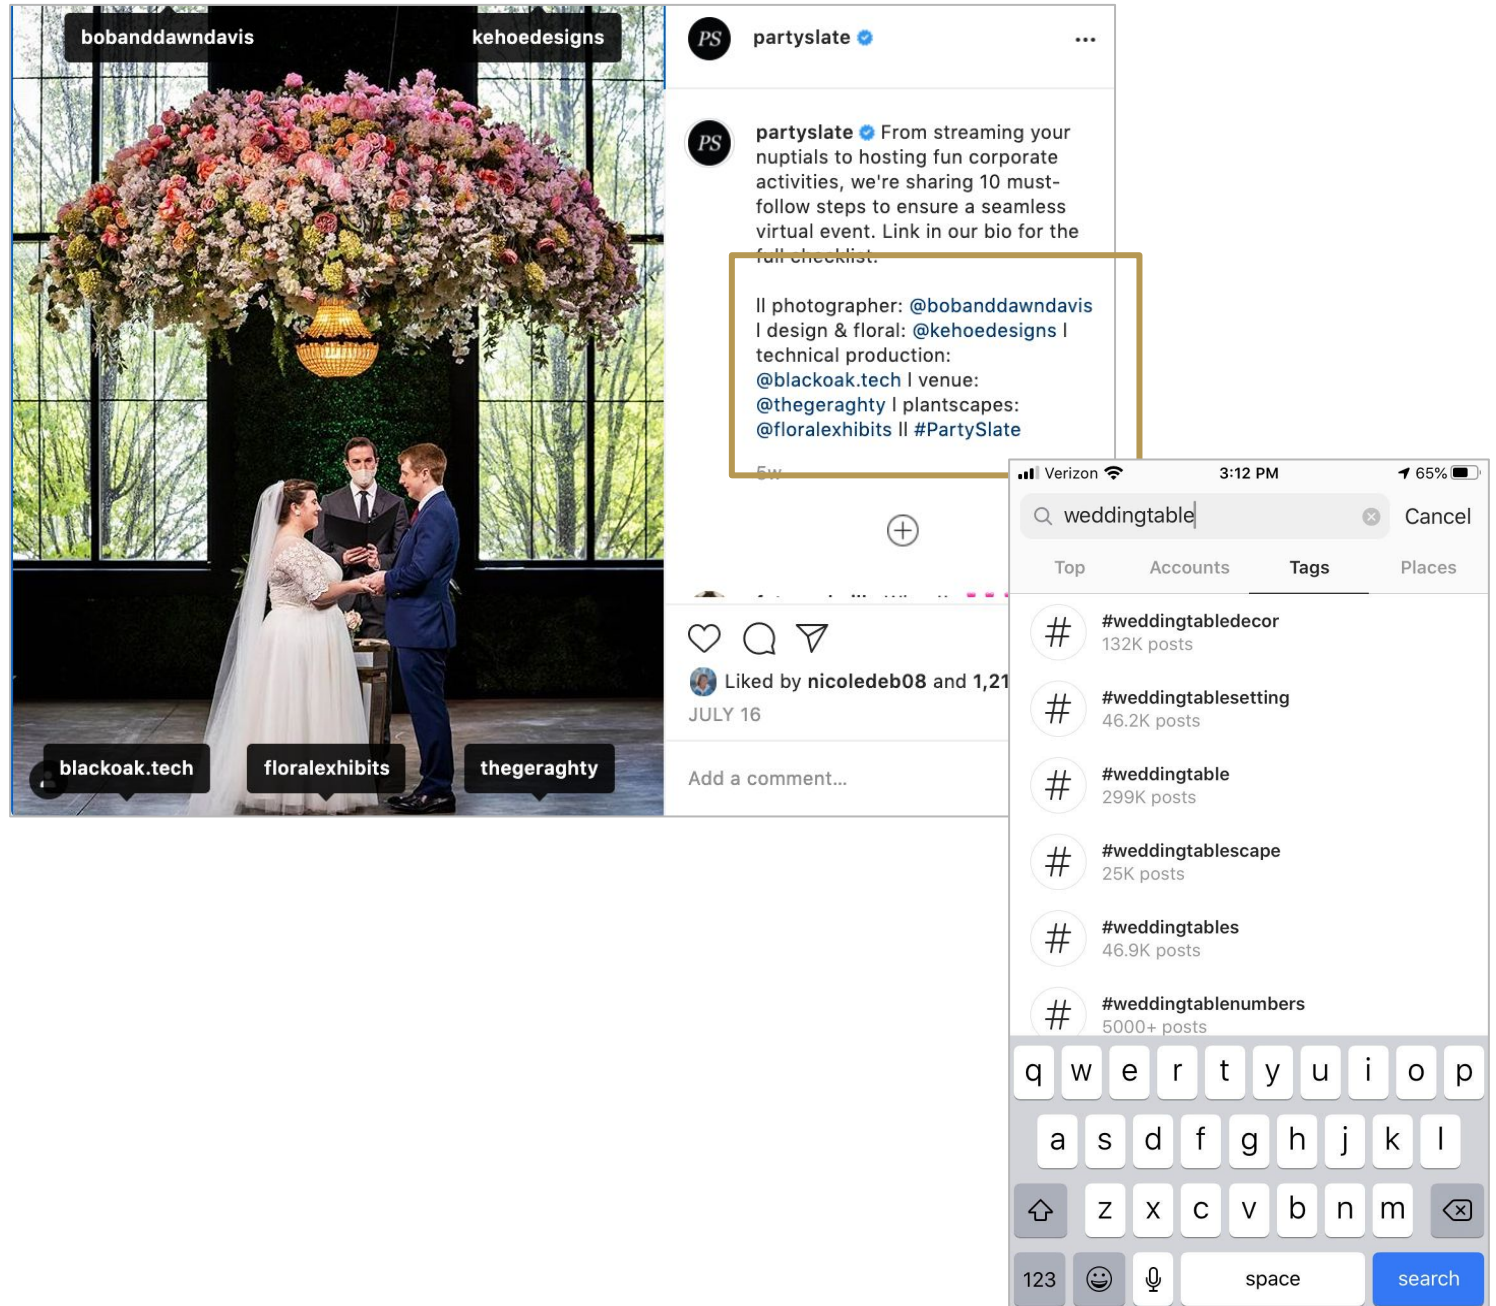 bobanddawndavis
kehoedesigns
blackoak.tech
floralexhibits
thegeraghty
PS
partyslate
PS
partyslate From streaming your
nuptials to hosting fun corporate
activities, we're sharing 10 must-
follow steps to ensure a seamless
virtual event. Link in our bio for the
full checklist.
ll photographer: @bobanddawndavis
l design & floral: @kehoedesigns l
technical production:
@blackoak.tech l venue:
@thegeraghty l plantscapes:
@floralexhibits ll #PartySlate
5w
Liked by nicoledeb08 and 1,21
JULY 16
Add a comment...
Verizon 3:12 PM 65%
weddingtable Cancel
Top Accounts Tags Places
#weddingtabledecor
132K posts
#weddingtablesetting
46.2K posts
#weddingtable
299K posts
#weddingtablescape
25K posts
#weddingtables
46.9K posts
#weddingtablenumbers
5000+ posts
q w e r t y u i o p
a s d f g h j k l
z x c v b n m
123 space search